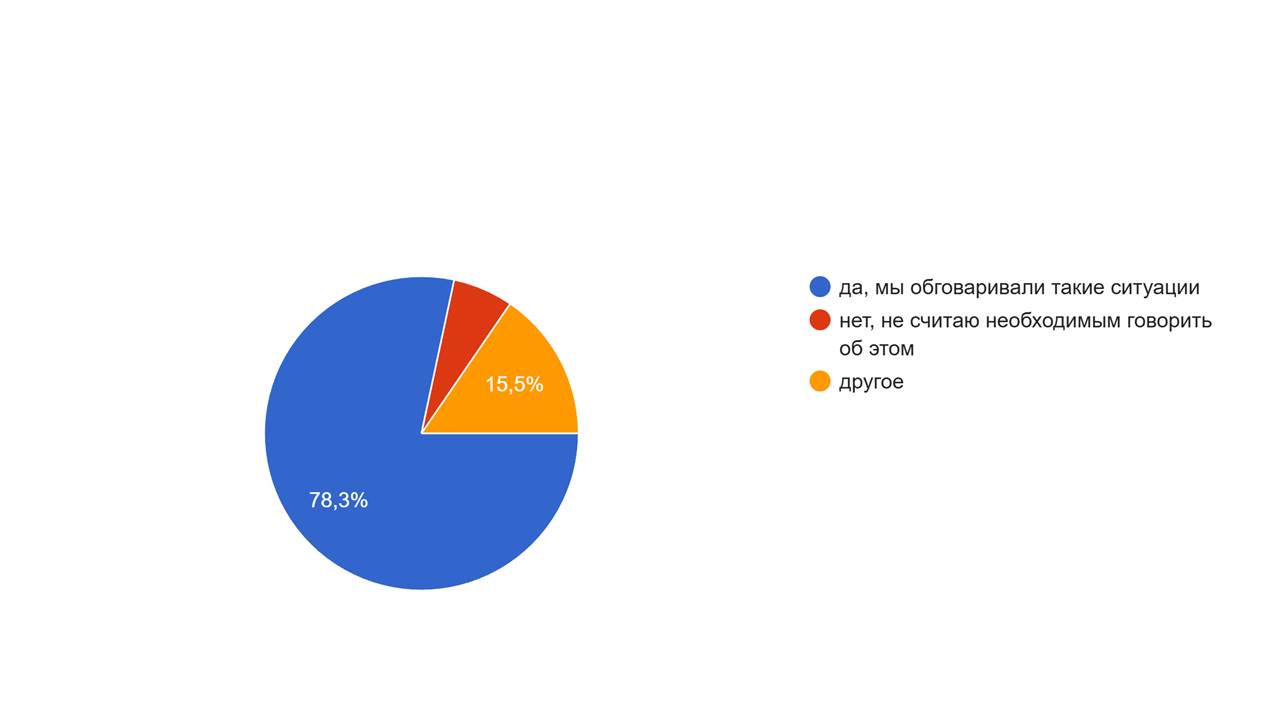 да, мы обговаривали такие ситуации
нет, не считаю необходимым говорить
об этом
другое
15,5%
78,3%